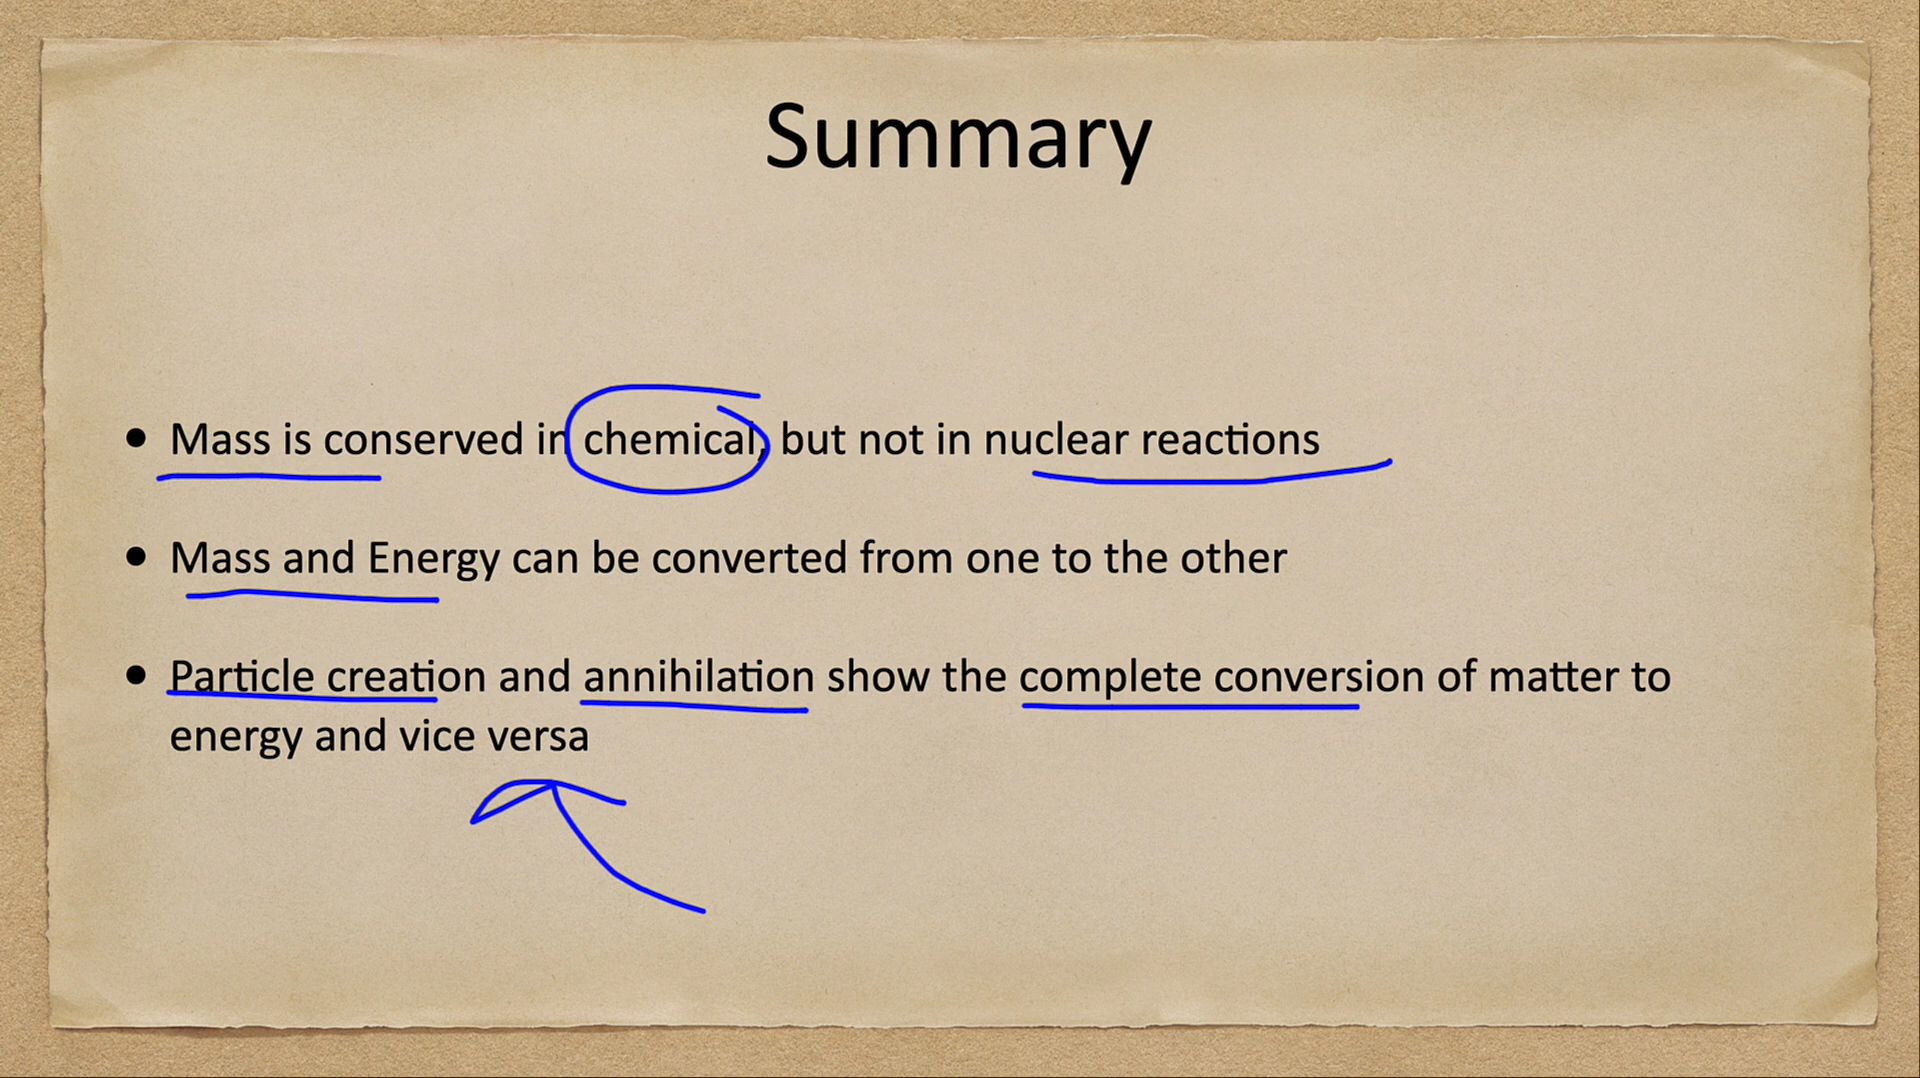 Summary
• Mass is conserved in chemical, but not in nuclear reactions
• Mass and Energy can be converted from one to the other
• Particle creation and annihilation show the complete conversion of matter to
energy and vice versa